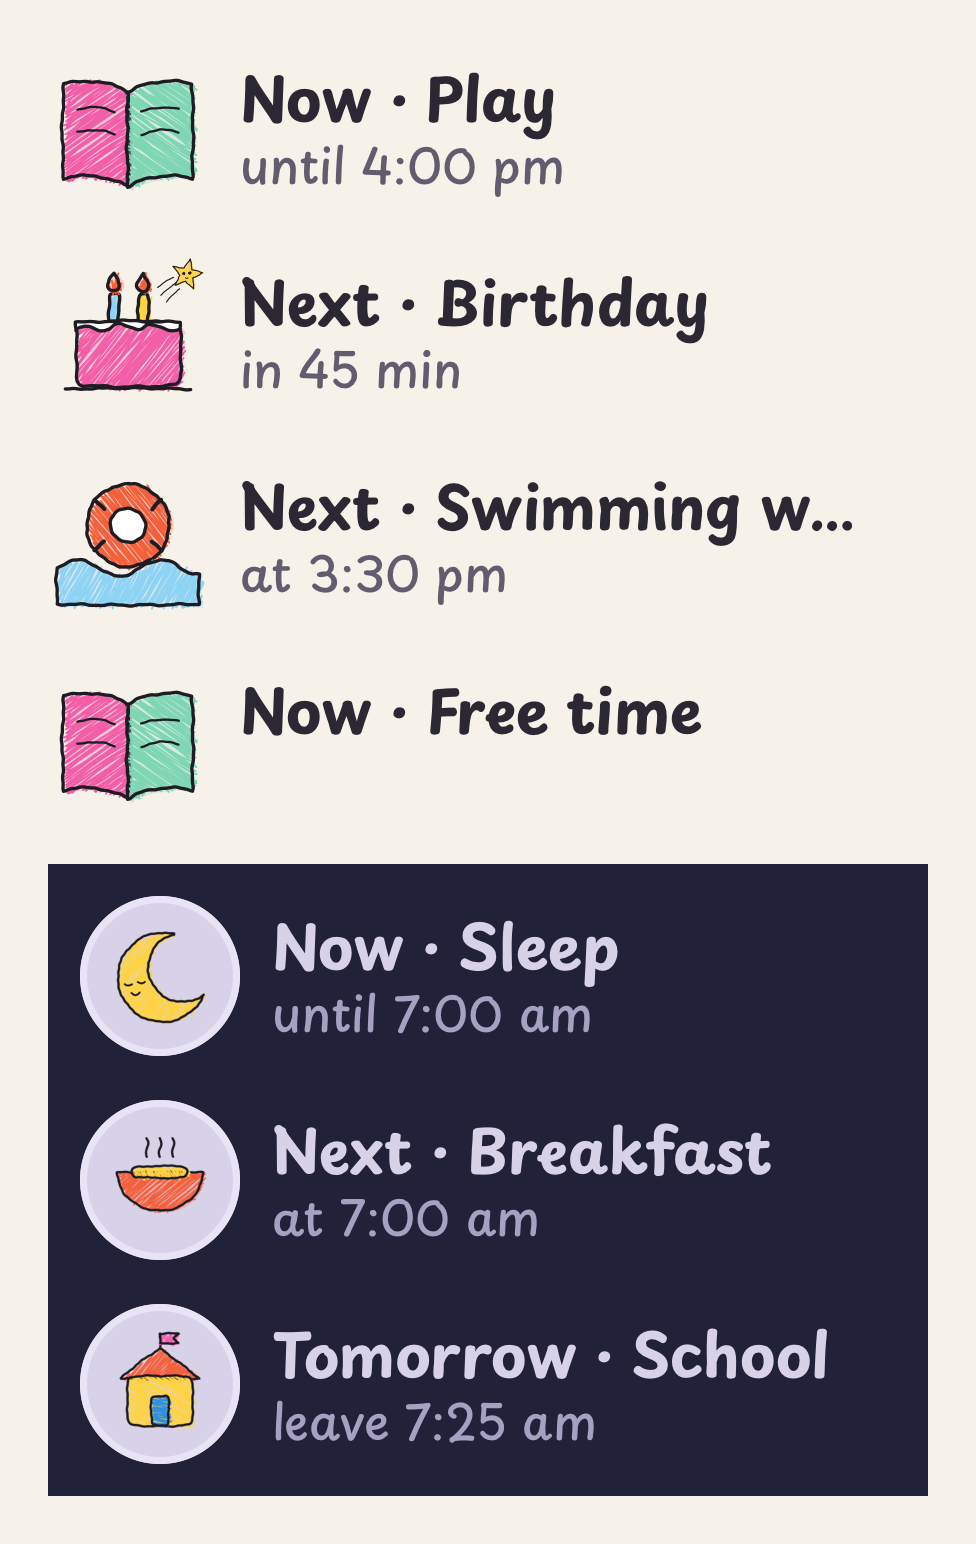 Now · Play
until 4:00 pm
Next · Birthday
in 45 min
Next · Swimming w...
at 3:30 pm
Now · Free time
Now · Sleep
until 7:00 am
Next · Breakfast
at 7:00 am
Tomorrow · School
leave 7:25 am